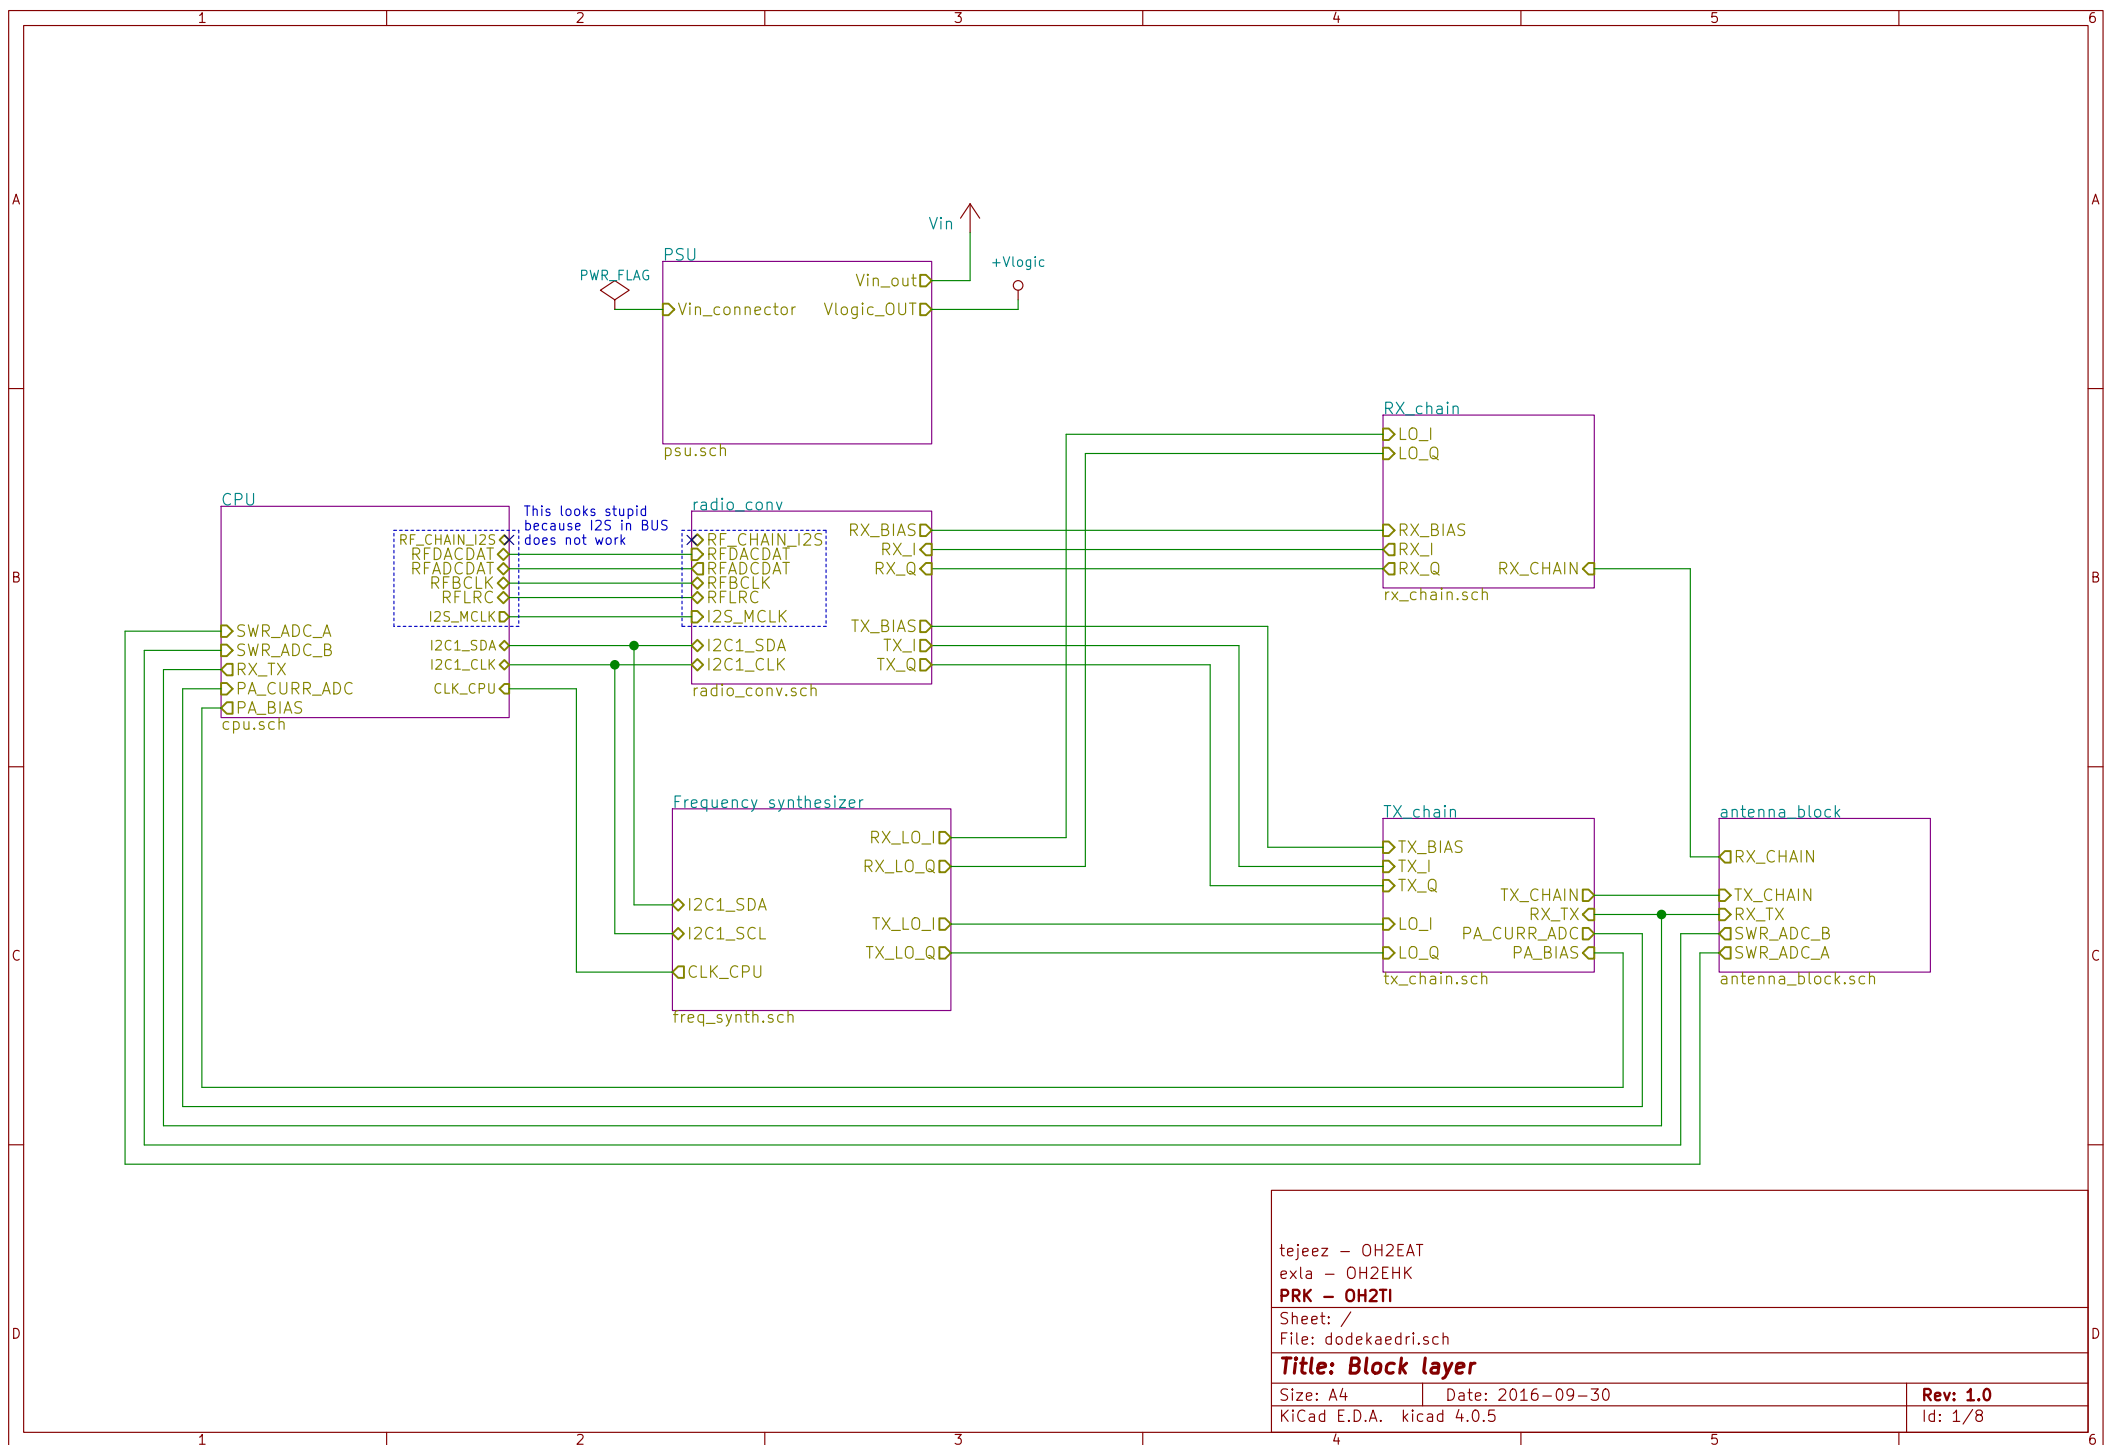 1 2 3 4 5 6
A A
Vin
+Vlogic
PSU
PWR_FLAG
Vin_out
Vin_connector
Vlogic_OUT
psu.sch
RX_chain
LO_I
LO_Q
RX_BIAS
RX_I
RX_Q
RX_CHAIN
rx_chain.sch
CPU
This looks stupid
because I2S in BUS
does not work
RF_CHAIN_I2S
RFDACDAT
RFADCDAT
RFBCLK
RFLRC
I2S_MCLK
I2C1_SDA
I2C1_CLK
CLK_CPU
SWR_ADC_A
SWR_ADC_B
RX_TX
PA_CURR_ADC
PA_BIAS
cpu.sch
radio_conv
RF_CHAIN_I2S
RFDACDAT
RFADCDAT
RFBCLK
RFLRC
I2S_MCLK
I2C1_SDA
I2C1_CLK
RX_BIAS
RX_I
RX_Q
TX_BIAS
TX_I
TX_Q
radio_conv.sch
B B
Frequency synthesizer
RX_LO_I
RX_LO_Q
I2C1_SDA
I2C1_SCL
CLK_CPU
TX_LO_I
TX_LO_Q
freq_synth.sch
TX_chain
TX_BIAS
TX_I
TX_Q
LO_I
LO_Q
TX_CHAIN
RX_TX
PA_CURR_ADC
PA_BIAS
tx_chain.sch
antenna_block
RX_CHAIN
TX_CHAIN
RX_TX
SWR_ADC_B
SWR_ADC_A
antenna_block.sch
C C
tejeez - OH2EAT
exla - OH2EHK
PRK - OH2TI
Sheet: /
File: dodekaedri.sch
D D
Title: Block layer
Size: A4 Date: 2016-09-30 Rev: 1.0
KiCad E.D.A. kicad 4.0.5 Id: 1/8
1 2 3 4 5 6